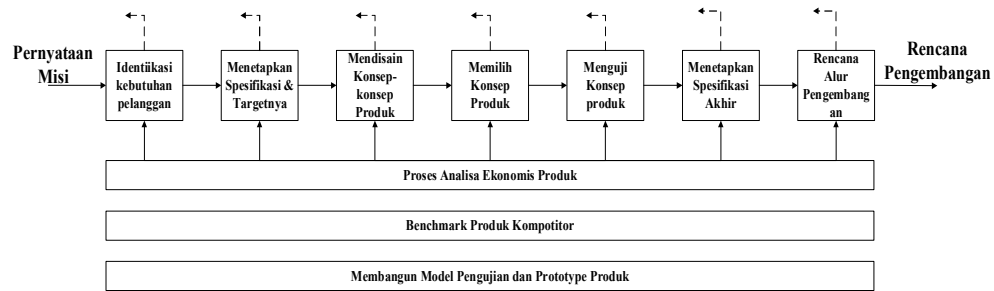 Pernyataan
Misi
Identiikasi
kebutuhan
pelanggan
Menetapkan
Spesifikasi &
Targetnya
Mendisain
Konsep-
konsep
Produk
Memilih
Konsep
Produk
Menguji
Konsep
produk
Menetapkan
Spesifikasi
Akhir
Rencana
Alur
Pengembang
an
Rencana
Pengembangan
Proses Analisa Ekonomis Produk
Benchmark Produk Kompotitor
Membangun Model Pengujian dan Prototype Produk